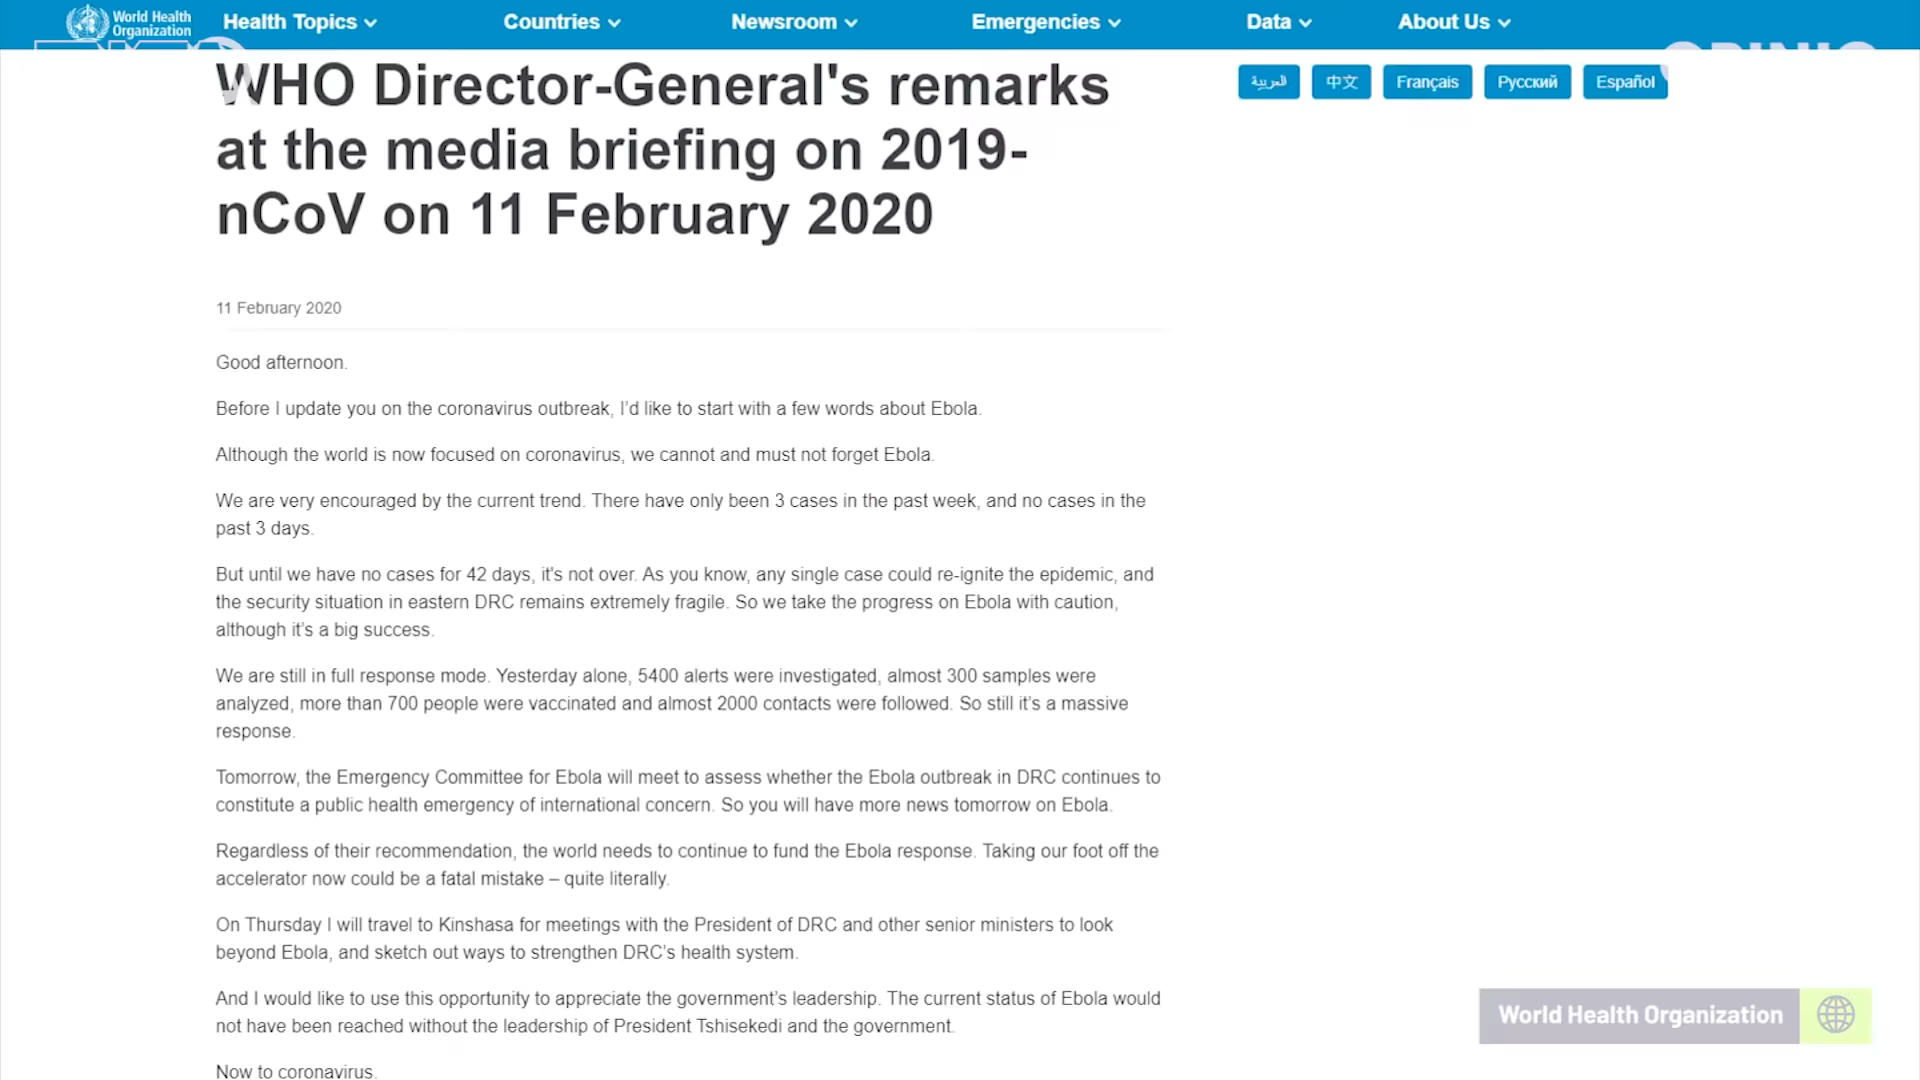 World Health
Organization
Health Topics
Countries
Newsroom
Emergencies
Data
About Us
WHO Director-General's remarks
at the media briefing on 2019-
nCoV on 11 February 2020
العربية
中文
Français
Русский
Español
11 February 2020
Good afternoon.
Before I update you on the coronavirus outbreak, I’d like to start with a few words about Ebola.
Although the world is now focused on coronavirus, we cannot and must not forget Ebola.
We are very encouraged by the current trend. There have only been 3 cases in the past week, and no cases in the
past 3 days.
But until we have no cases for 42 days, it's not over. As you know, any single case could re-ignite the epidemic, and
the security situation in eastern DRC remains extremely fragile. So we take the progress on Ebola with caution,
although it’s a big success.
We are still in full response mode. Yesterday alone, 5400 alerts were investigated, almost 300 samples were
analyzed, more than 700 people were vaccinated and almost 2000 contacts were followed. So still it’s a massive
response.
Tomorrow, the Emergency Committee for Ebola will meet to assess whether the Ebola outbreak in DRC continues to
constitute a public health emergency of international concern. So you will have more news tomorrow on Ebola.
Regardless of their recommendation, the world needs to continue to fund the Ebola response. Taking our foot off the
accelerator now could be a fatal mistake – quite literally.
On Thursday I will travel to Kinshasa for meetings with the President of DRC and other senior ministers to look
beyond Ebola, and sketch out ways to strengthen DRC’s health system.
And I would like to use this opportunity to appreciate the government’s leadership. The current status of Ebola would
not have been reached without the leadership of President Tshisekedi and the government.
Now to coronavirus.
World Health Organization